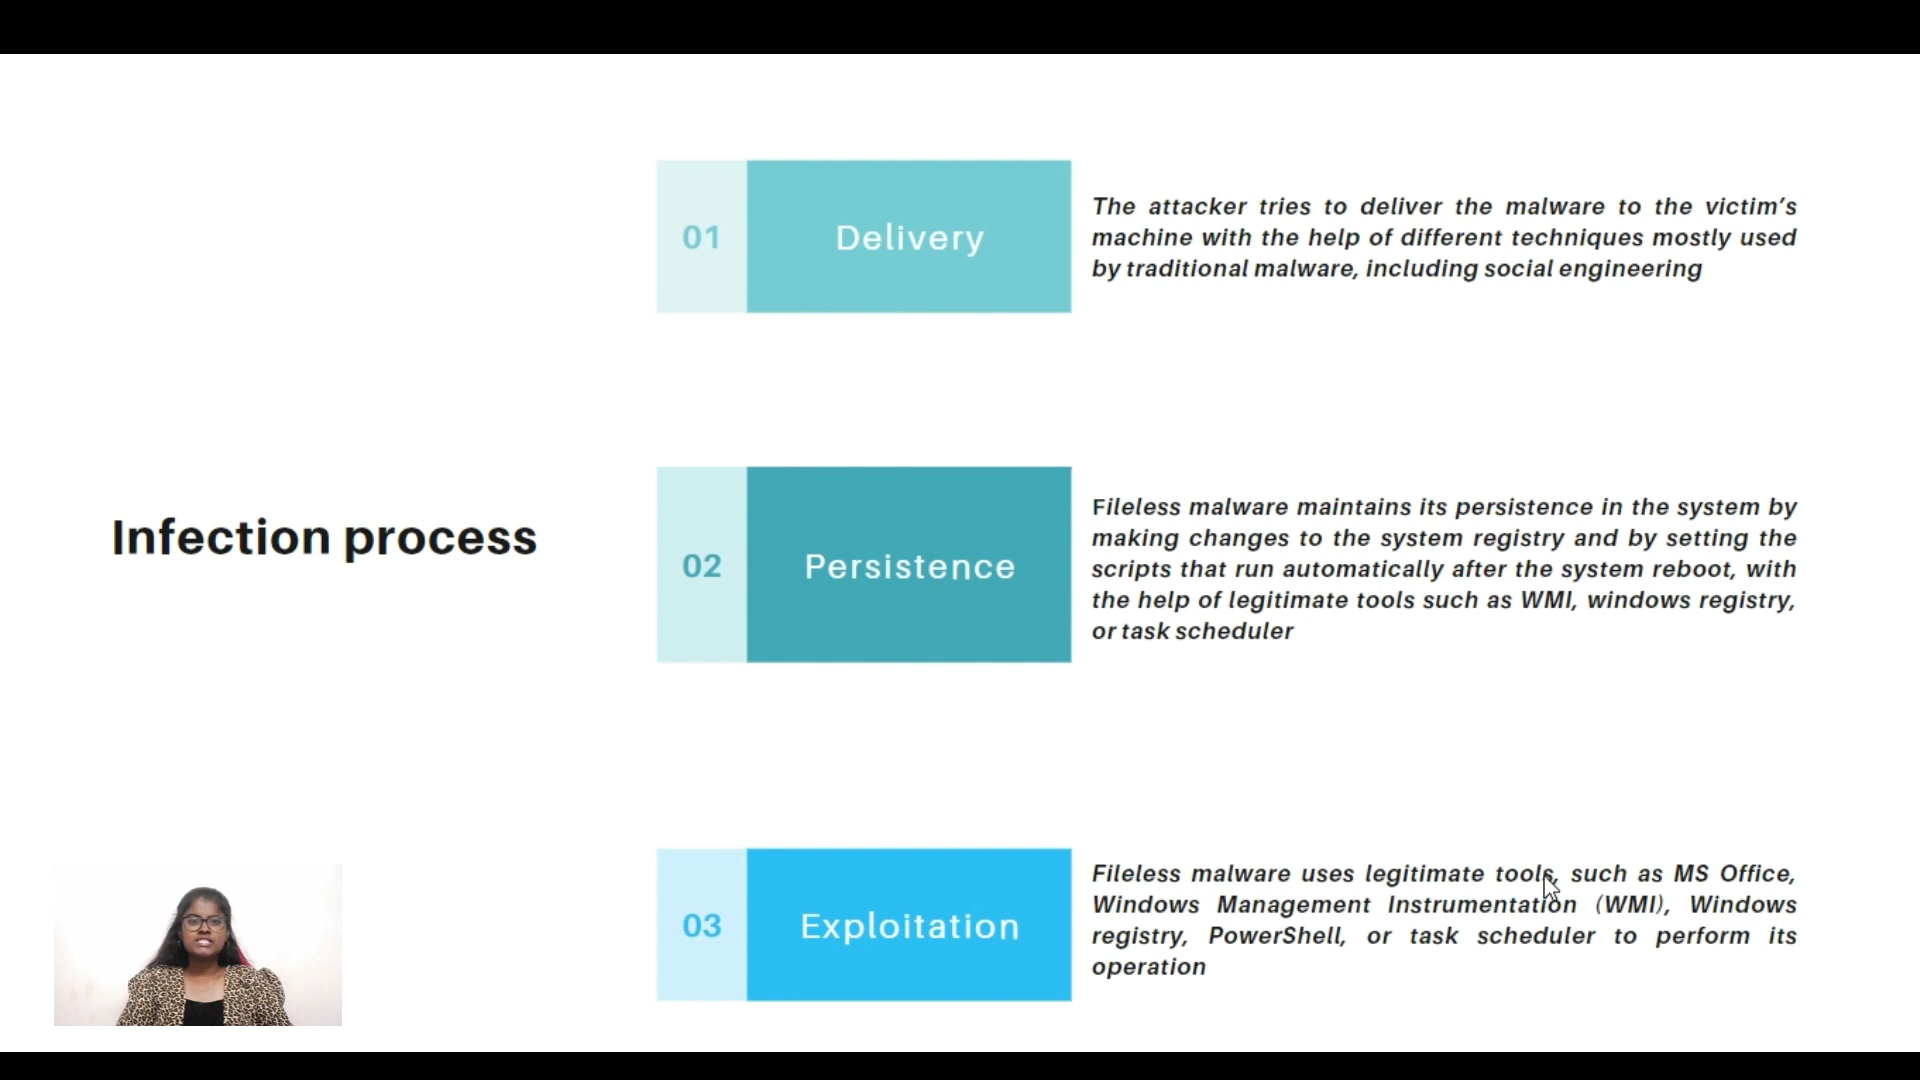 Infection process
01
Delivery
The attacker tries to deliver the malware to the victim’s
machine with the help of different techniques mostly used
by traditional malware, including social engineering
02
Persistence
Fileless malware maintains its persistence in the system by
making changes to the system registry and by setting the
scripts that run automatically after the system reboot, with
the help of legitimate tools such as WMI, windows registry,
or task scheduler
03
Exploitation
Fileless malware uses legitimate tools, such as MS Office,
Windows Management Instrumentation (WMI), Windows
registry, PowerShell, or task scheduler to perform its
operation